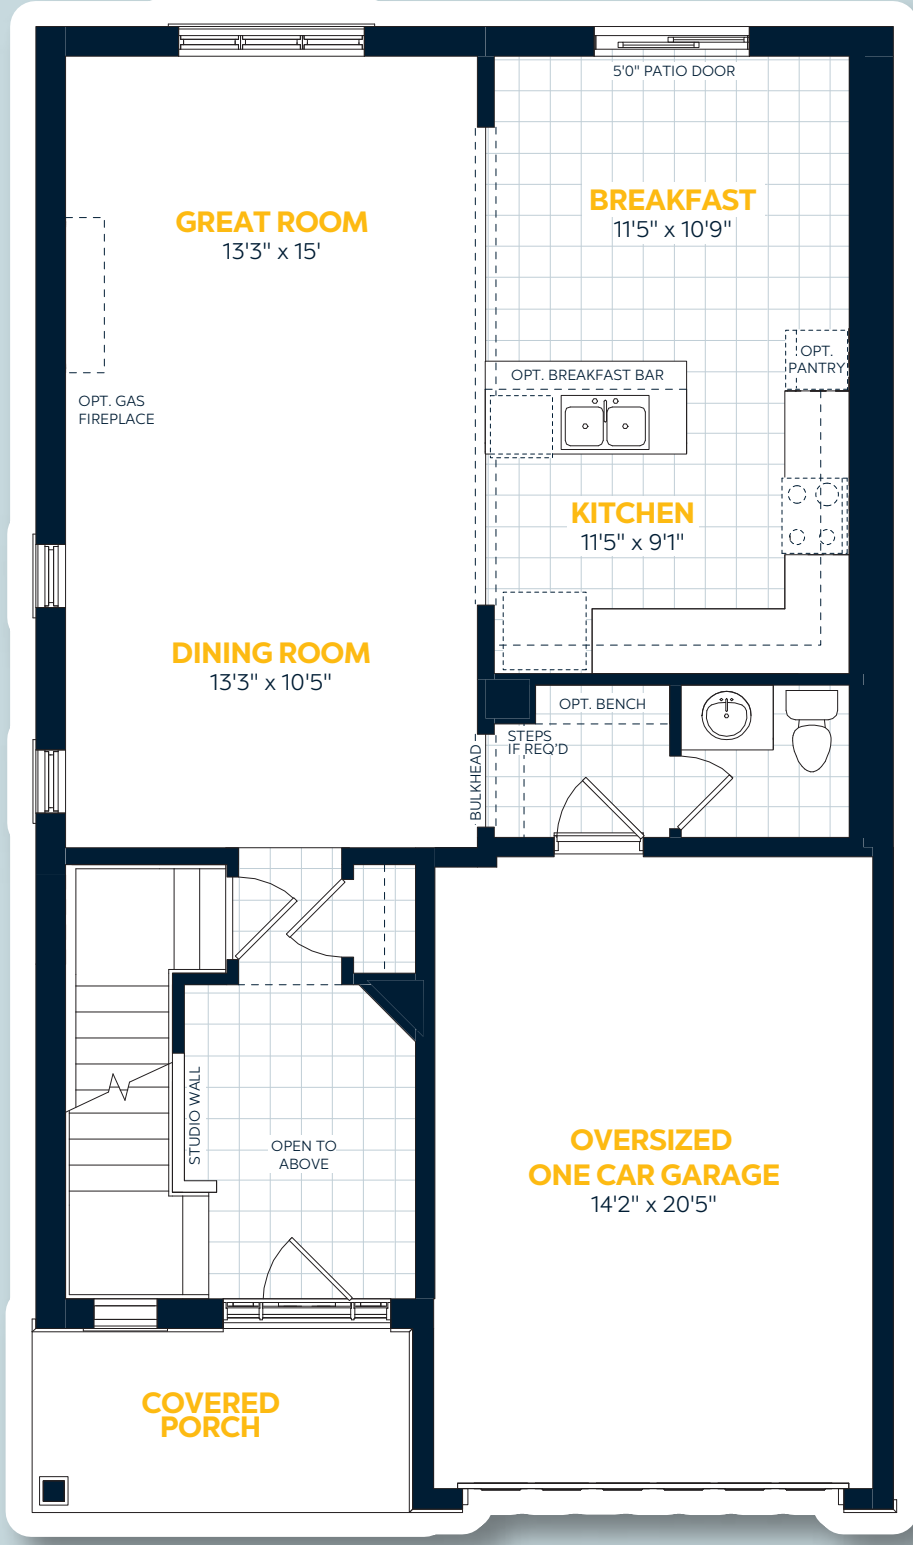 5'0" PATIO DOOR
BREAKFAST
11'5" x 10'9"
GREAT ROOM
13'3" x 15'
OPT.
PANTRY
OPT. BREAKFAST BAR
OPT. GAS
FIREPLACE
KITCHEN
11'5" x 9'1"
DINING ROOM
13'3" x 10'5"
OPT. BENCH
STEPS
IF REQ'D
BULKHEAD
STUDIO WALL
OPEN TO
ABOVE
OVERSIZED
ONE CAR GARAGE
14'2" x 20'5"
COVERED
PORCH